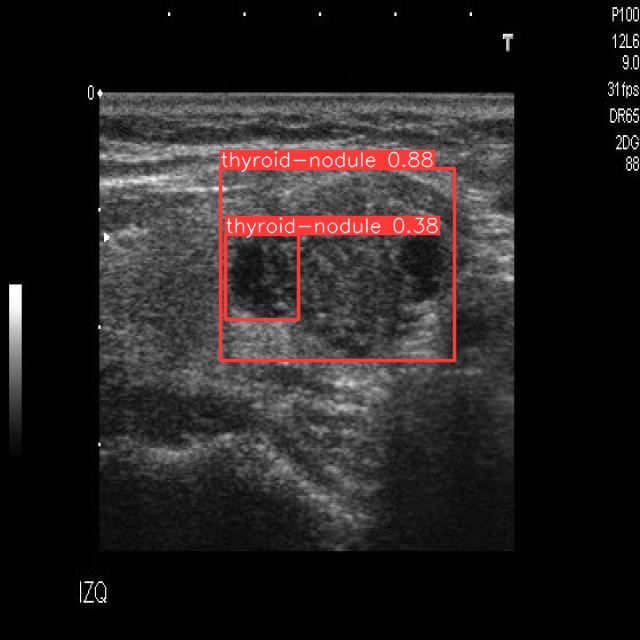 P100
T
12L6
9.0
0
31fps
DR65
2DG
88
thyroid-nodule 0.88
thyroid-nodule 0.38
IZQ